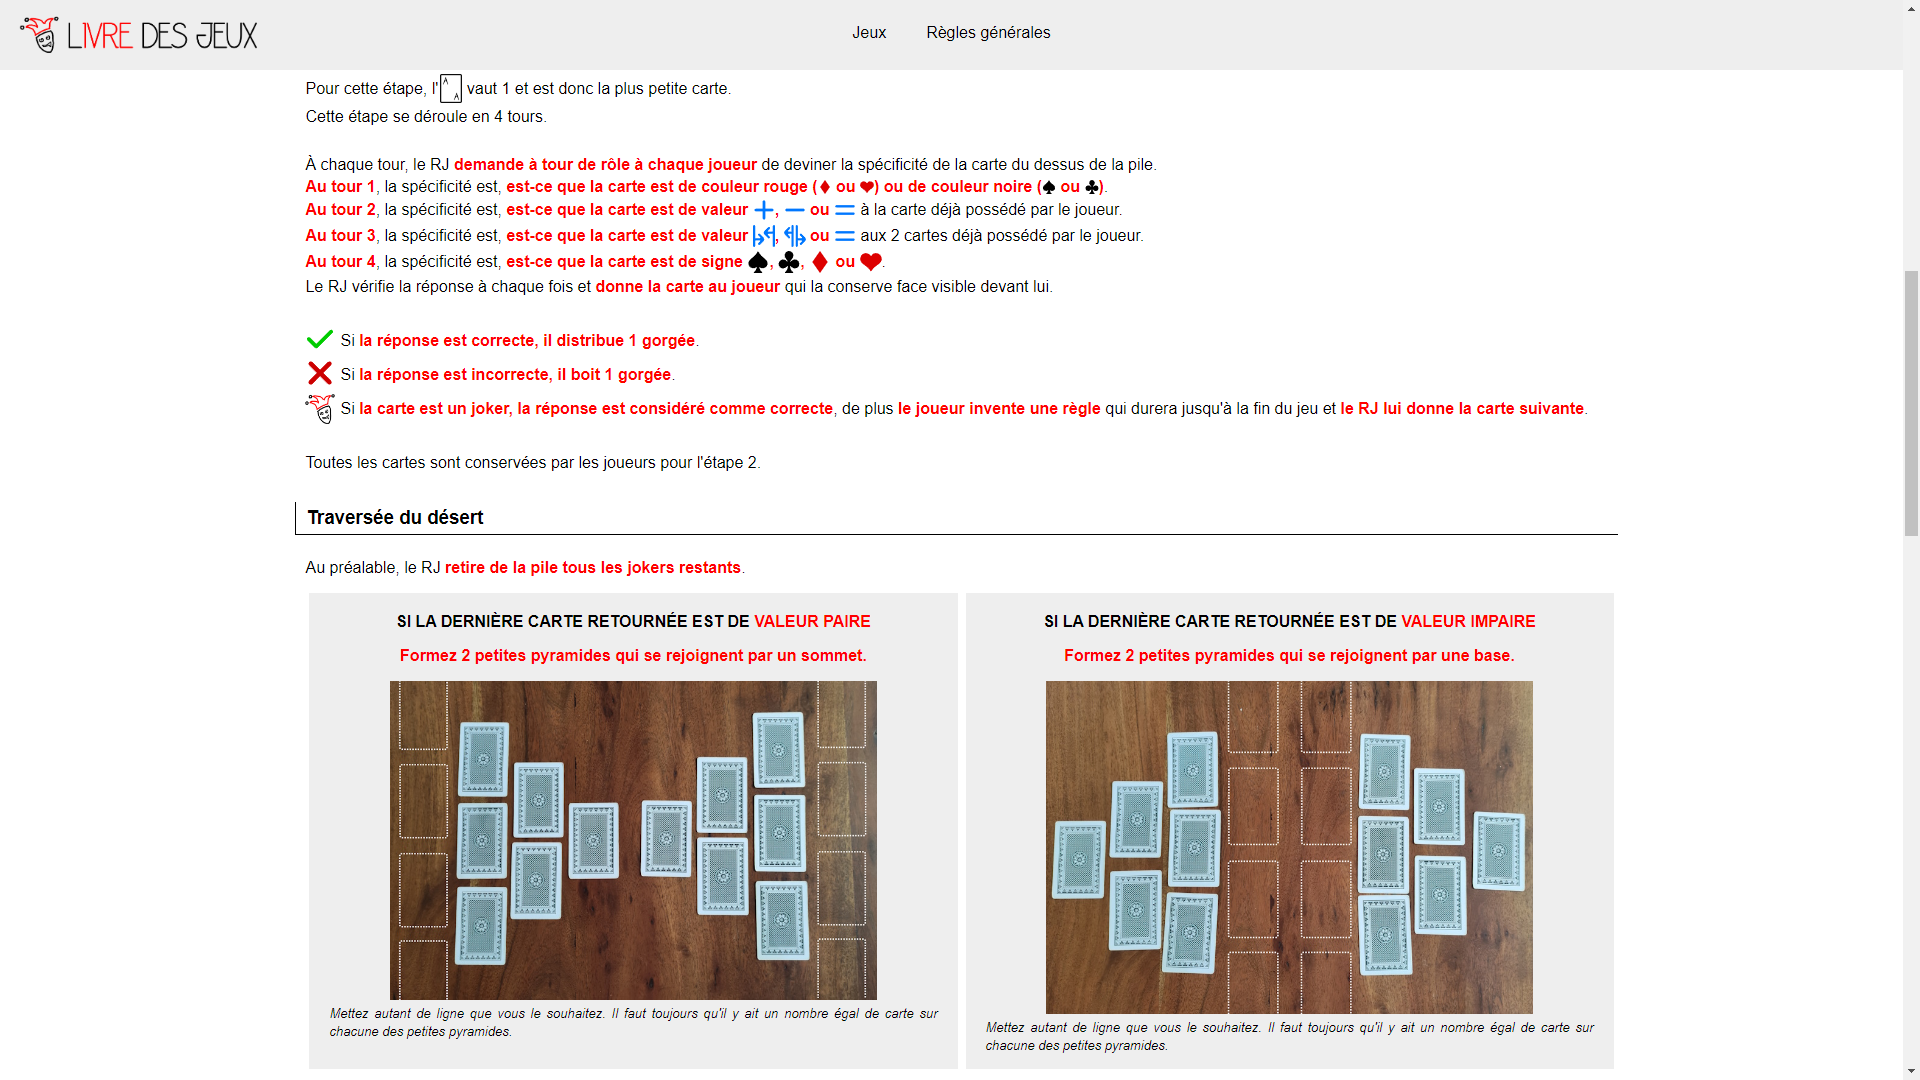 LIVRE DES JEUX
Jeux
Règles générales
Pour cette étape, l'A A vaut 1 et est donc la plus petite carte.
Cette étape se déroule en 4 tours.
À chaque tour, le RJ demande à tour de rôle à chaque joueur de deviner la spécificité de la carte du dessus de la pile.
Au tour 1, la spécificité est, est-ce que la carte est de couleur rouge (♦ ou ♥) ou de couleur noire (♠ ou ♣).
Au tour 2, la spécificité est, est-ce que la carte est de valeur +, − ou = à la carte déjà possédé par le joueur.
Au tour 3, la spécificité est, est-ce que la carte est de valeur , ou = aux 2 cartes déjà possédé par le joueur.
Au tour 4, la spécificité est, est-ce que la carte est de signe ♠, ♣, ♦ ou ♥.
Le RJ vérifie la réponse à chaque fois et donne la carte au joueur qui la conserve face visible devant lui.
Si la réponse est correcte, il distribue 1 gorgée.
Si la réponse est incorrecte, il boit 1 gorgée.
Si la carte est un joker, la réponse est considéré comme correcte, de plus le joueur invente une règle qui durera jusqu'à la fin du jeu et le RJ lui donne la carte suivante.
Toutes les cartes sont conservées par les joueurs pour l'étape 2.
Traversée du désert
Au préalable, le RJ retire de la pile tous les jokers restants.
SI LA DERNIÈRE CARTE RETOURNÉE EST DE VALEUR PAIRE
Formez 2 petites pyramides qui se rejoignent par un sommet.
Mettez autant de ligne que vous le souhaitez. Il faut toujours qu'il y ait un nombre égal de carte sur
chacune des petites pyramides.
SI LA DERNIÈRE CARTE RETOURNÉE EST DE VALEUR IMPAIRE
Formez 2 petites pyramides qui se rejoignent par une base.
Mettez autant de ligne que vous le souhaitez. Il faut toujours qu'il y ait un nombre égal de carte sur
chacune des petites pyramides.